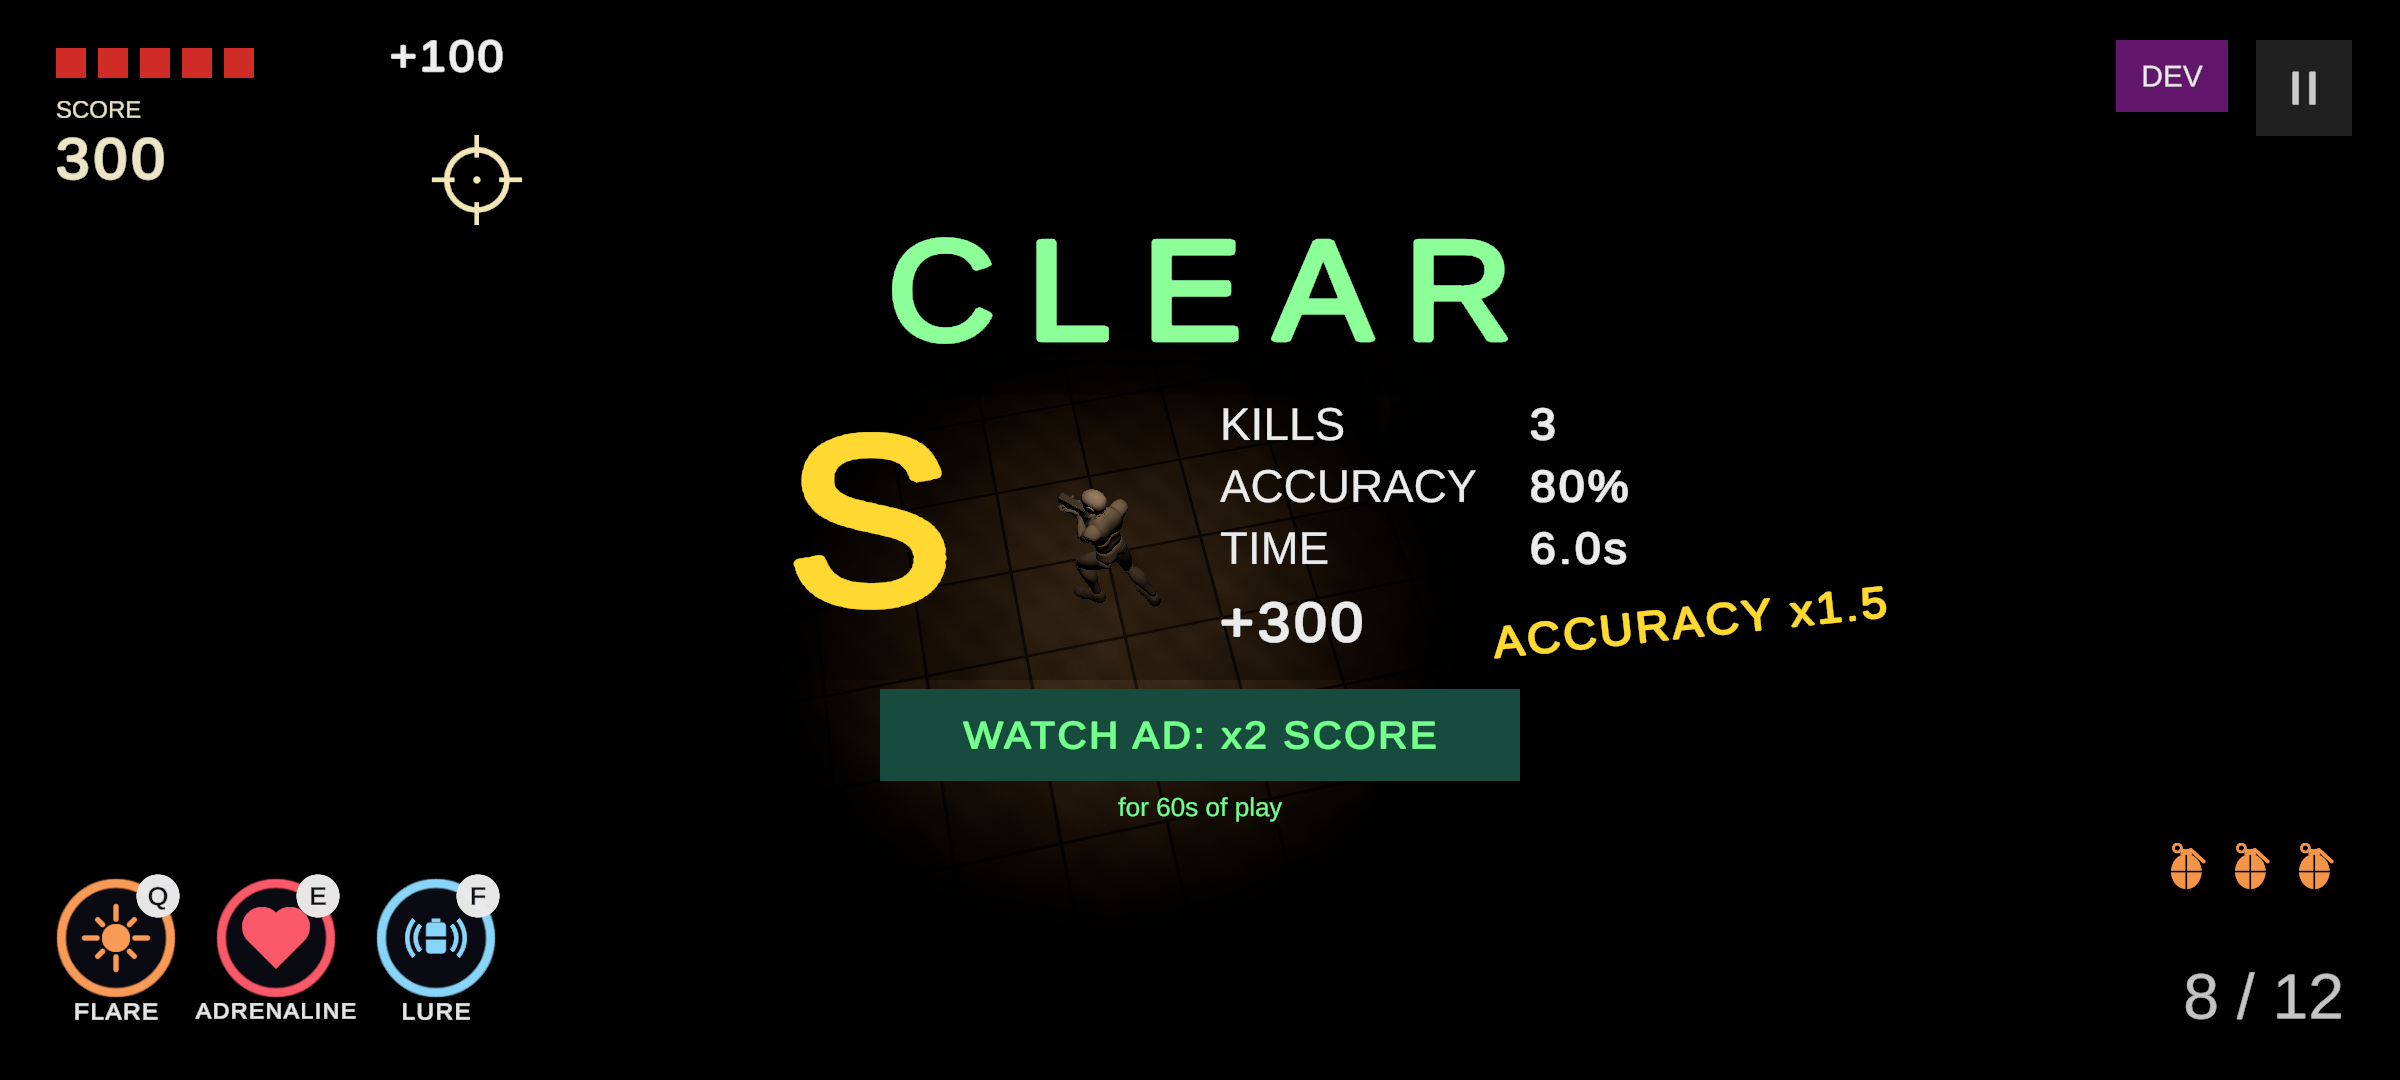 +100
SCORE
300
DEV
CLEAR
S
KILLS 3
ACCURACY 80%
TIME 6.0s
+300
ACCURACY x1.5
WATCH AD: x2 SCORE
for 60s of play
Q
E
F
FLARE
ADRENALINE
LURE
8 / 12